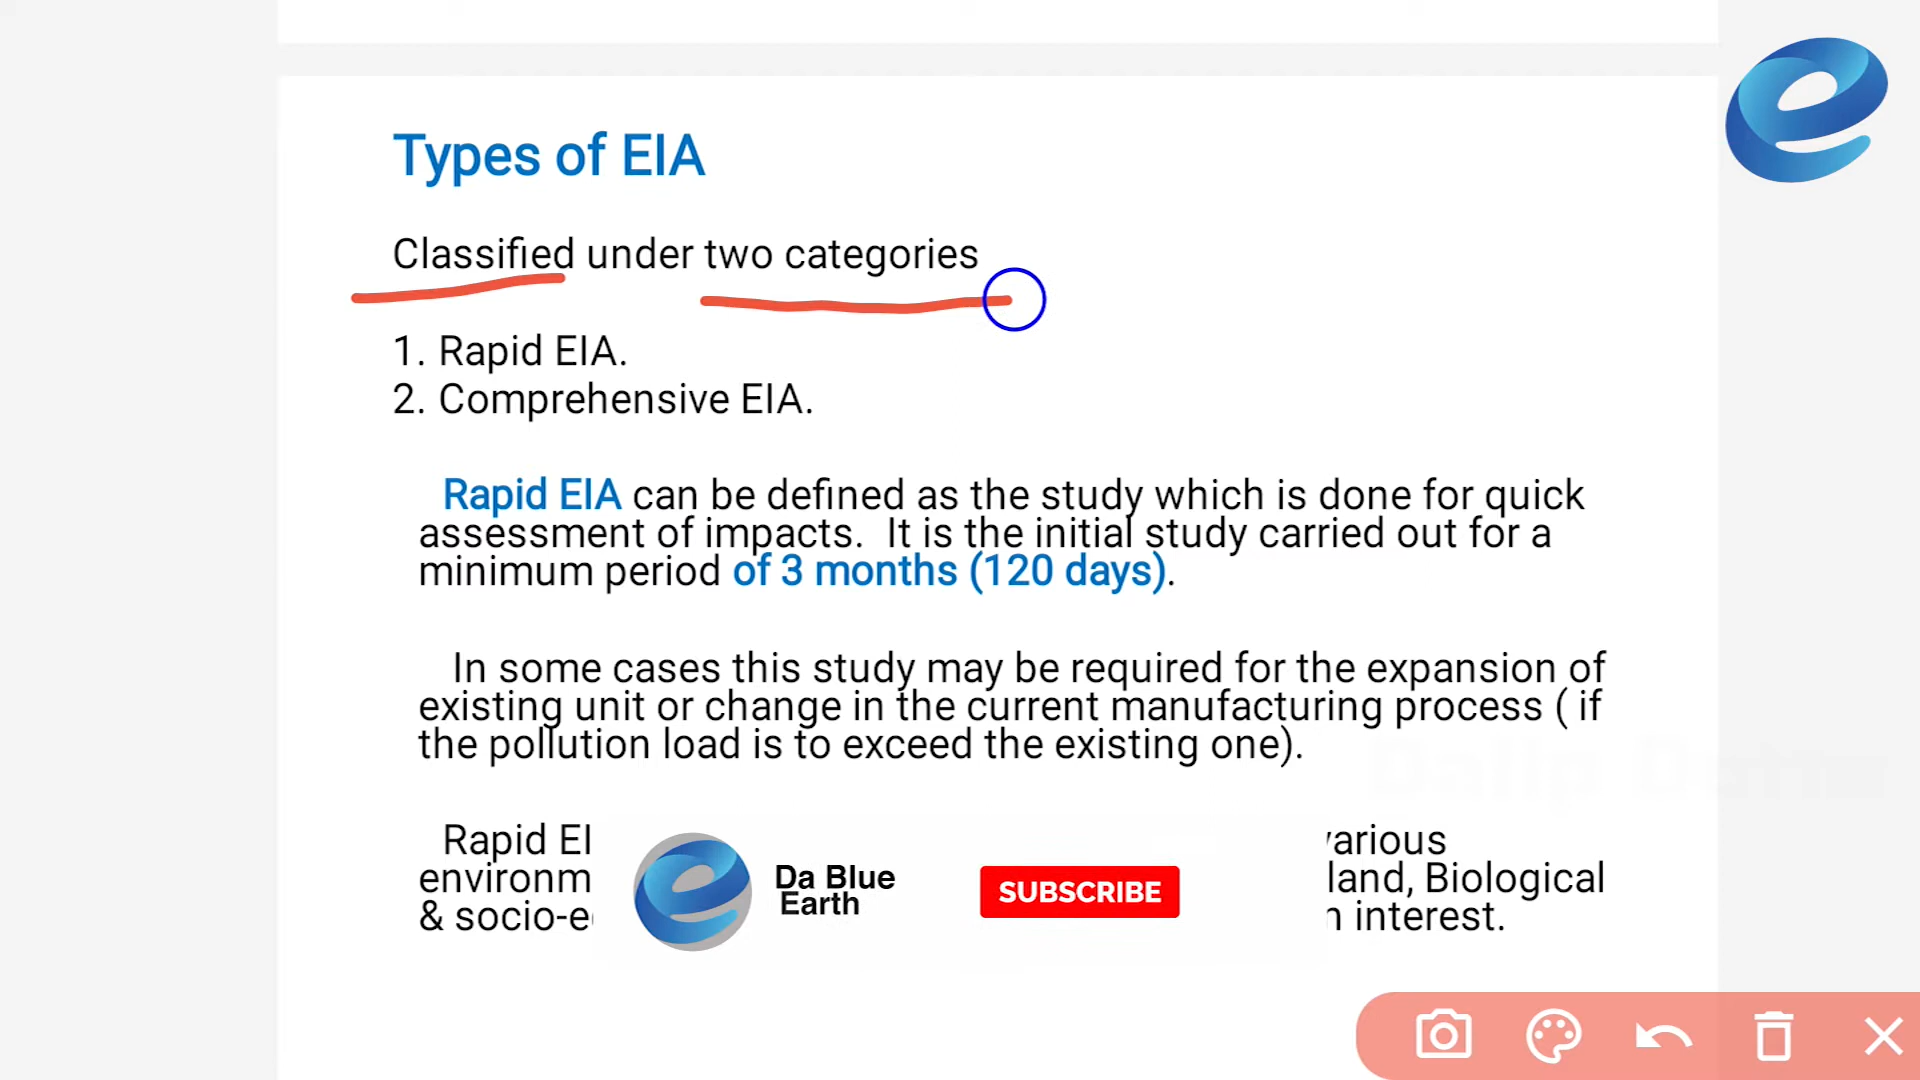 Types of EIA
Classified under two categories
1. Rapid EIA.
2. Comprehensive EIA.
Rapid EIA can be defined as the study which is done for quick
assessment of impacts. It is the initial study carried out for a
minimum period of 3 months (120 days).
In some cases this study may be required for the expansion of
existing unit or change in the current manufacturing process ( if
the pollution load is to exceed the existing one).
Rapid EI various
environm land, Biological
& socio-e interest.
Da Blue
Earth
SUBSCRIBE